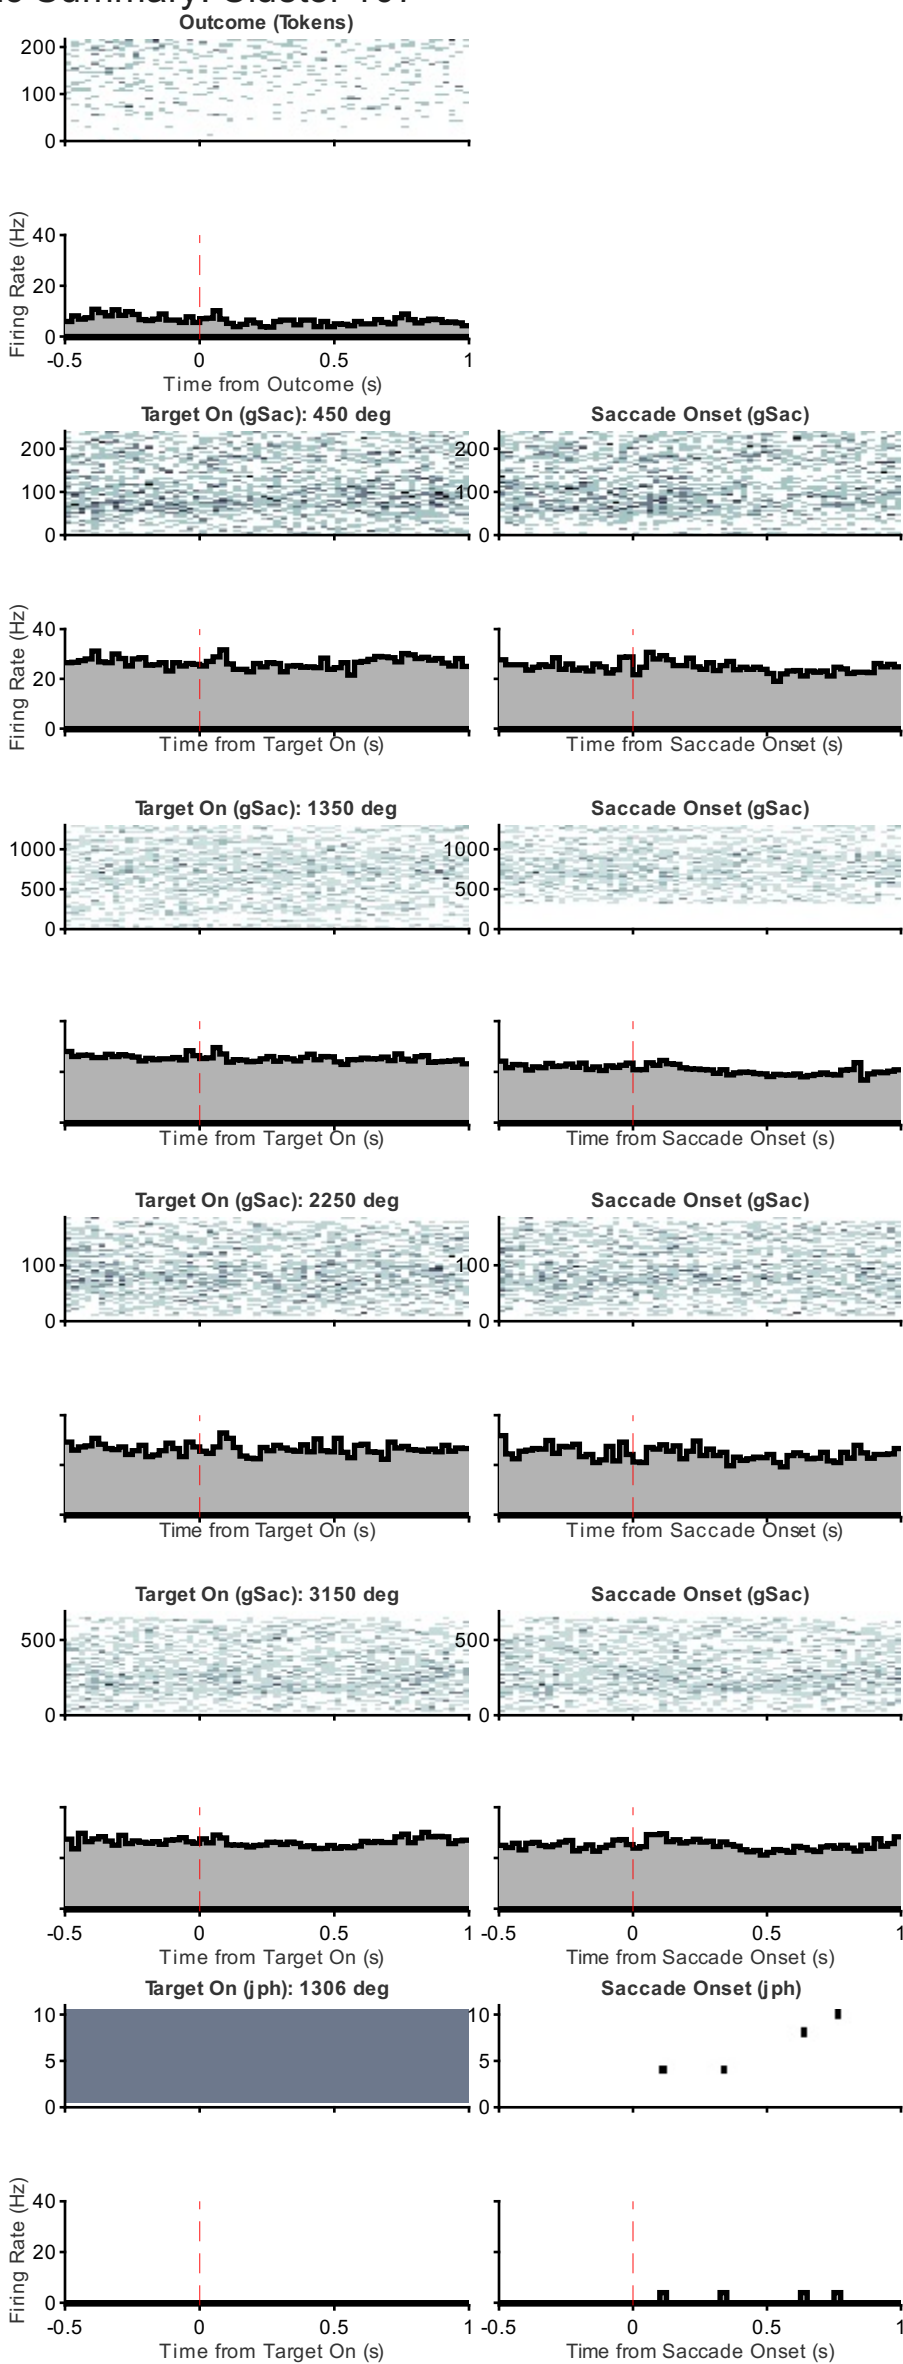 Summary: Cluster
Outcome (Tokens)
200
100
0
Firing Rate (Hz)
40
20
0
-0.5 0 0.5 1
Time from Outcome (s)
Target On (gSac): 450 deg Saccade Onset (gSac)
200 200
100 100
0 0
Firing Rate (Hz)
40
20
0
Time from Target On (s) Time from Saccade Onset (s)
Target On (gSac): 1350 deg Saccade Onset (gSac)
1000 1000
500 500
0 0
Time from Target On (s) Time from Saccade Onset (s)
Target On (gSac): 2250 deg Saccade Onset (gSac)
100 100
0 0
Time from Target On (s) Time from Saccade Onset (s)
Target On (gSac): 3150 deg Saccade Onset (gSac)
500 500
0 0
-0.5 0 0.5 1 -0.5 0 0.5 1
Time from Target On (s) Time from Saccade Onset (s)
Target On (jph): 1306 deg Saccade Onset (jph)
10 10
5 5
0 0
Firing Rate (Hz)
40
20
0
-0.5 0 0.5 1 -0.5 0 0.5 1
Time from Target On (s) Time from Saccade Onset (s)